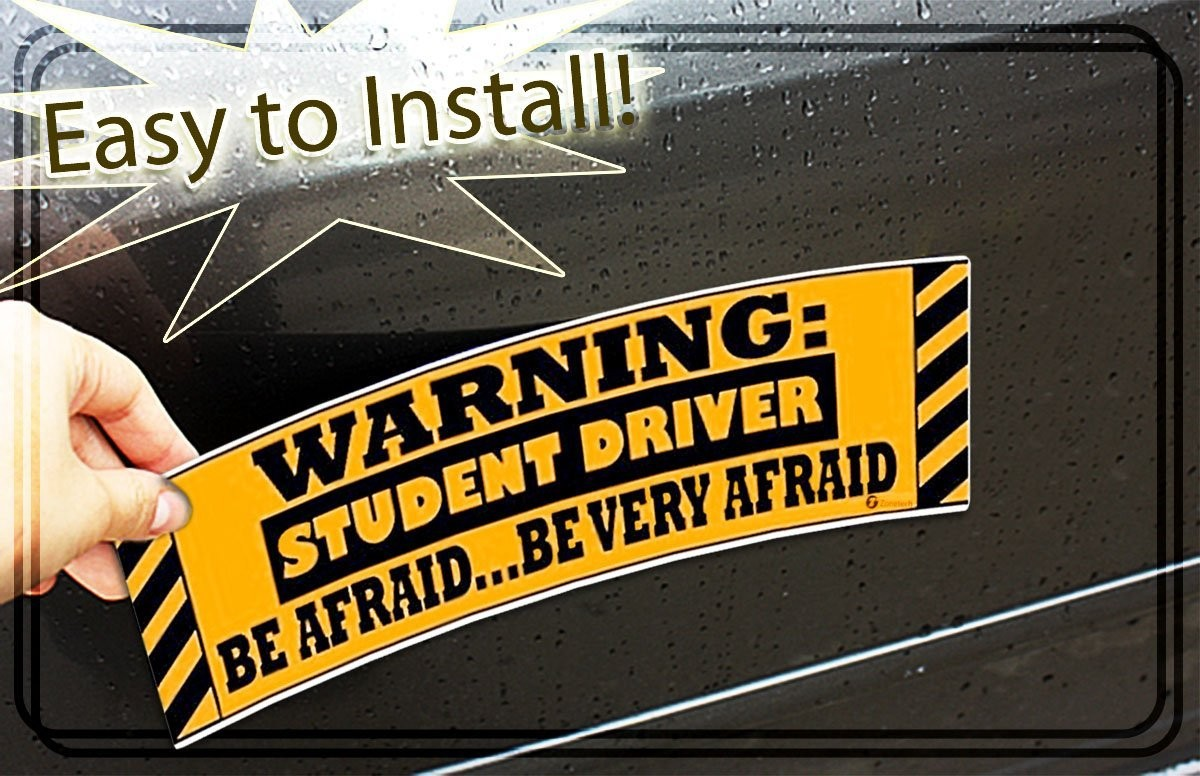 Easy to Install!
WARNING:
STUDENT DRIVER
BE AFRAID...BE VERY AFRAID